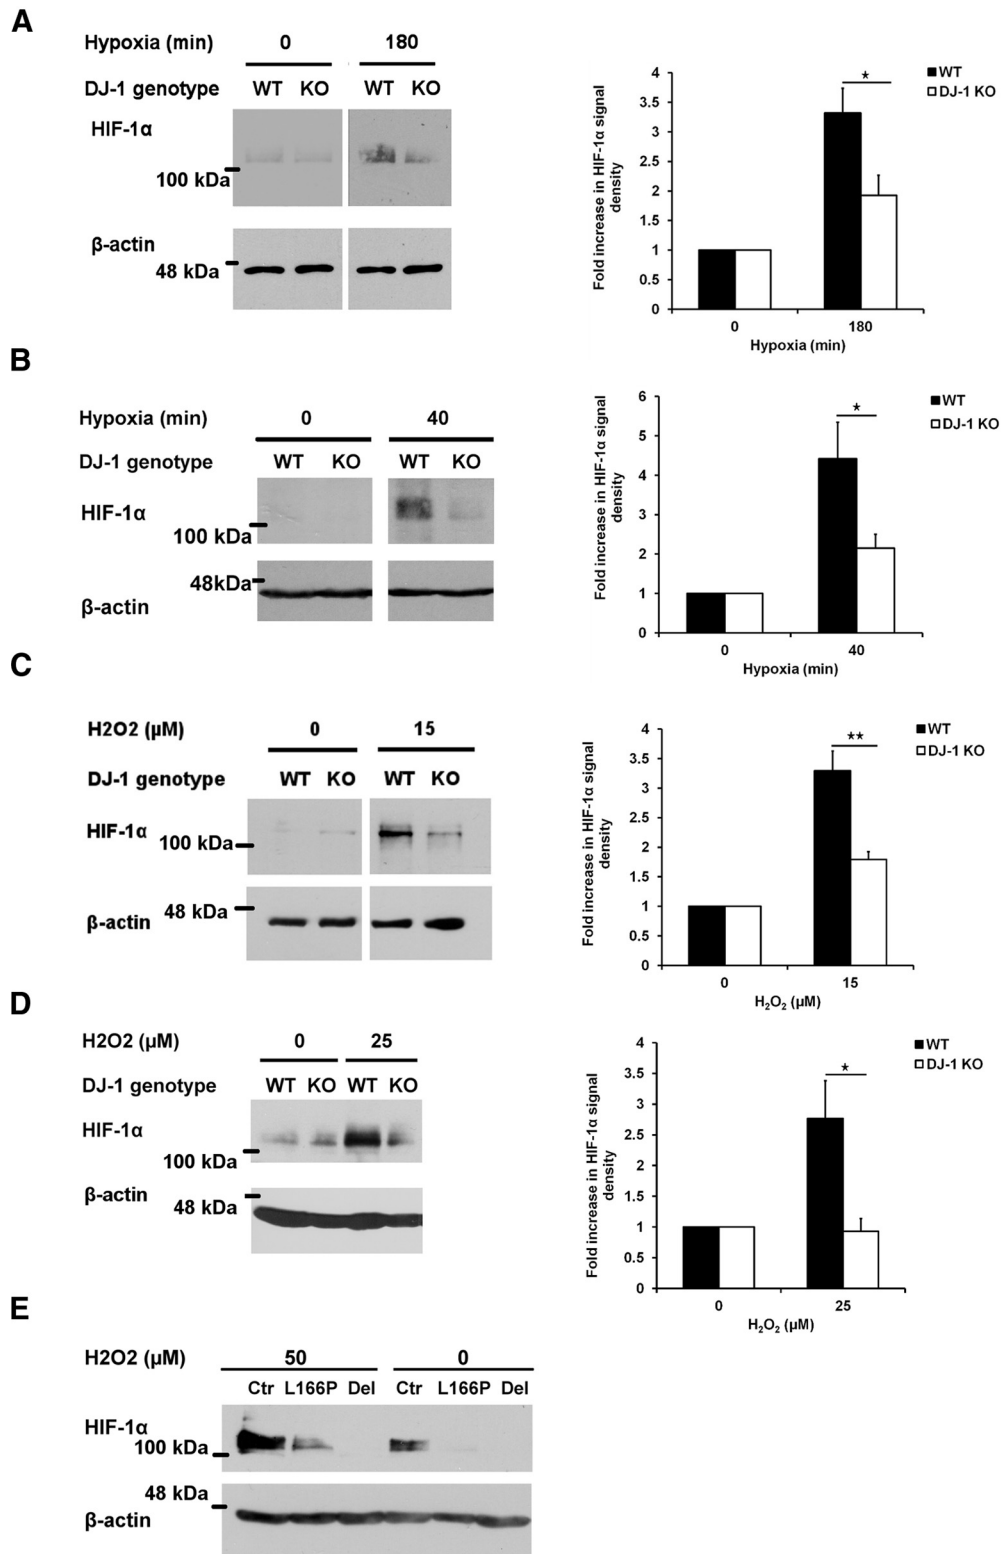 A
Hypoxia (min) 0 180
DJ-1 genotype WT KO WT KO
HIF-1α
100 kDa
β-actin
48 kDa
4
3.5
3
2.5
2
1.5
1
0.5
0
Fold increase in HIF-1α signal
density
WT
DJ-1 KO
*
0 180
Hypoxia (min)
B
Hypoxia (min) 0 40
DJ-1 genotype WT KO WT KO
HIF-1α
100 kDa
48kDa
β-actin
6
5
4
3
2
1
0
Fold increase in HIF-1α signal
density
WT
DJ-1 KO
*
0 40
Hypoxia (min)
C
H2O2 (µM) 0 15
DJ-1 genotype WT KO WT KO
HIF-1α
100 kDa
48 kDa
β-actin
4
3.5
3
2.5
2
1.5
1
0.5
0
Fold increase in HIF-1α signal
density
WT
DJ-1 KO
**
0 15
H₂O₂ (µM)
D
H2O2 (µM) 0 25
DJ-1 genotype WT KO WT KO
HIF-1α
100 kDa
β-actin
48 kDa
4
3.5
3
2.5
2
1.5
1
0.5
0
Fold increase in HIF-1α signal
density
WT
DJ-1 KO
*
0 25
H₂O₂ (µM)
E
H2O2 (µM) 50 0
Ctr L166P Del Ctr L166P Del
HIF-1α
100 kDa
48 kDa
β-actin